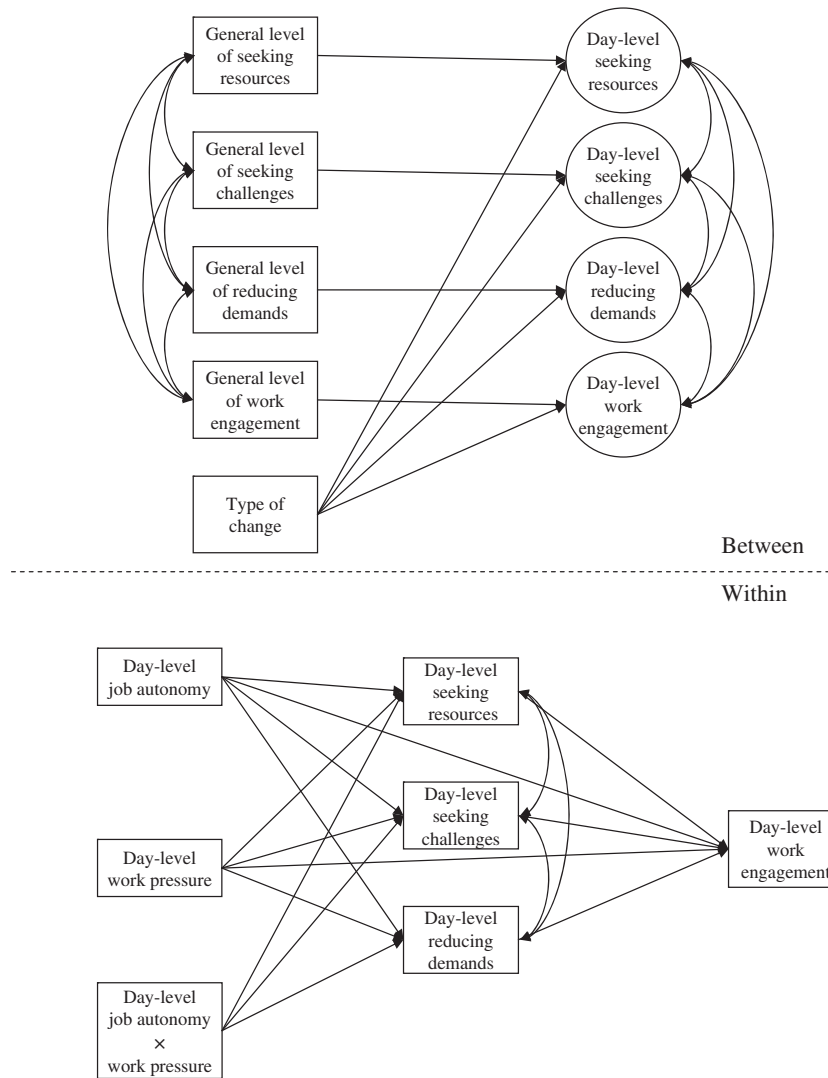 General level
of seeking
resources
Day-level
seeking
resources
General level
of seeking
challenges
Day-level
seeking
challenges
General level
of reducing
demands
Day-level
reducing
demands
General level
of work
engagement
Day-level
work
engagement
Type of
change
Between
Within
Day-level
job autonomy
Day-level
seeking
resources
Day-level
seeking
challenges
Day-level
work pressure
Day-level
work
engagement
Day-level
reducing
demands
Day-level
job autonomy
×
work pressure